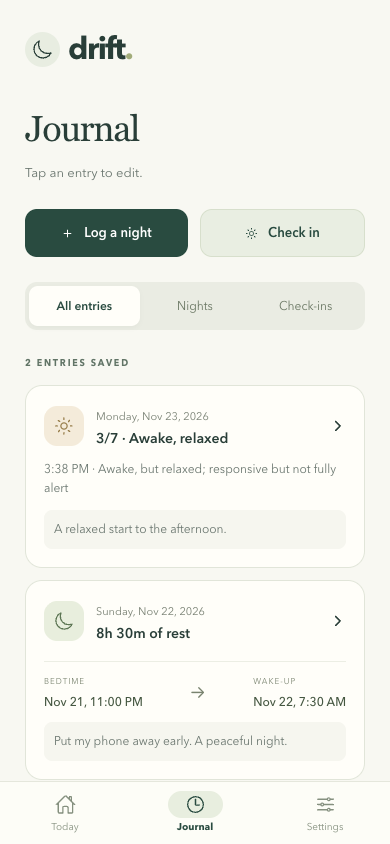 drift.
Journal
Tap an entry to edit.
+ Log a night
Check in
All entries
Nights
Check-ins
2 ENTRIES SAVED
Monday, Nov 23, 2026
3/7 · Awake, relaxed
3:38 PM · Awake, but relaxed; responsive but not fully
alert
A relaxed start to the afternoon.
Sunday, Nov 22, 2026
8h 30m of rest
BEDTIME
Nov 21, 11:00 PM
→
WAKE-UP
Nov 22, 7:30 AM
Put my phone away early. A peaceful night.
Today
Journal
Settings